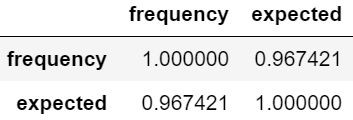 frequency expected
frequency 1.000000 0.967421
expected 0.967421 1.000000